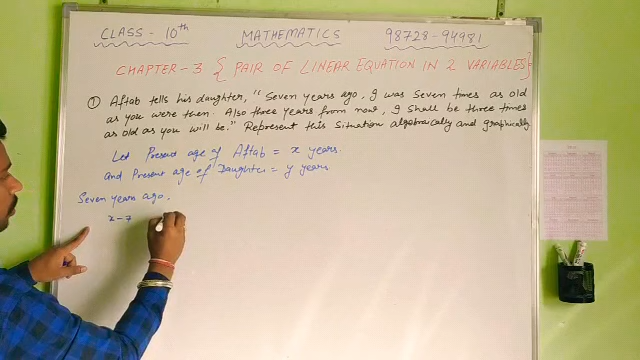 CLASS - 10th MATHEMATICS 98728-94981
CHAPTER-3 { PAIR OF LINEAR EQUATION IN 2 VARIABLES}
① Aftab tells his daughter, "Seven years ago, I was Seven times as old
as you were then. Also three years from now, I shall be three times
as old as you will be." Represent this Situation algebraically and graphically
Let Present age of Aftab = x years.
And Present age of Daughter = y years
Seven years ago,
x-7